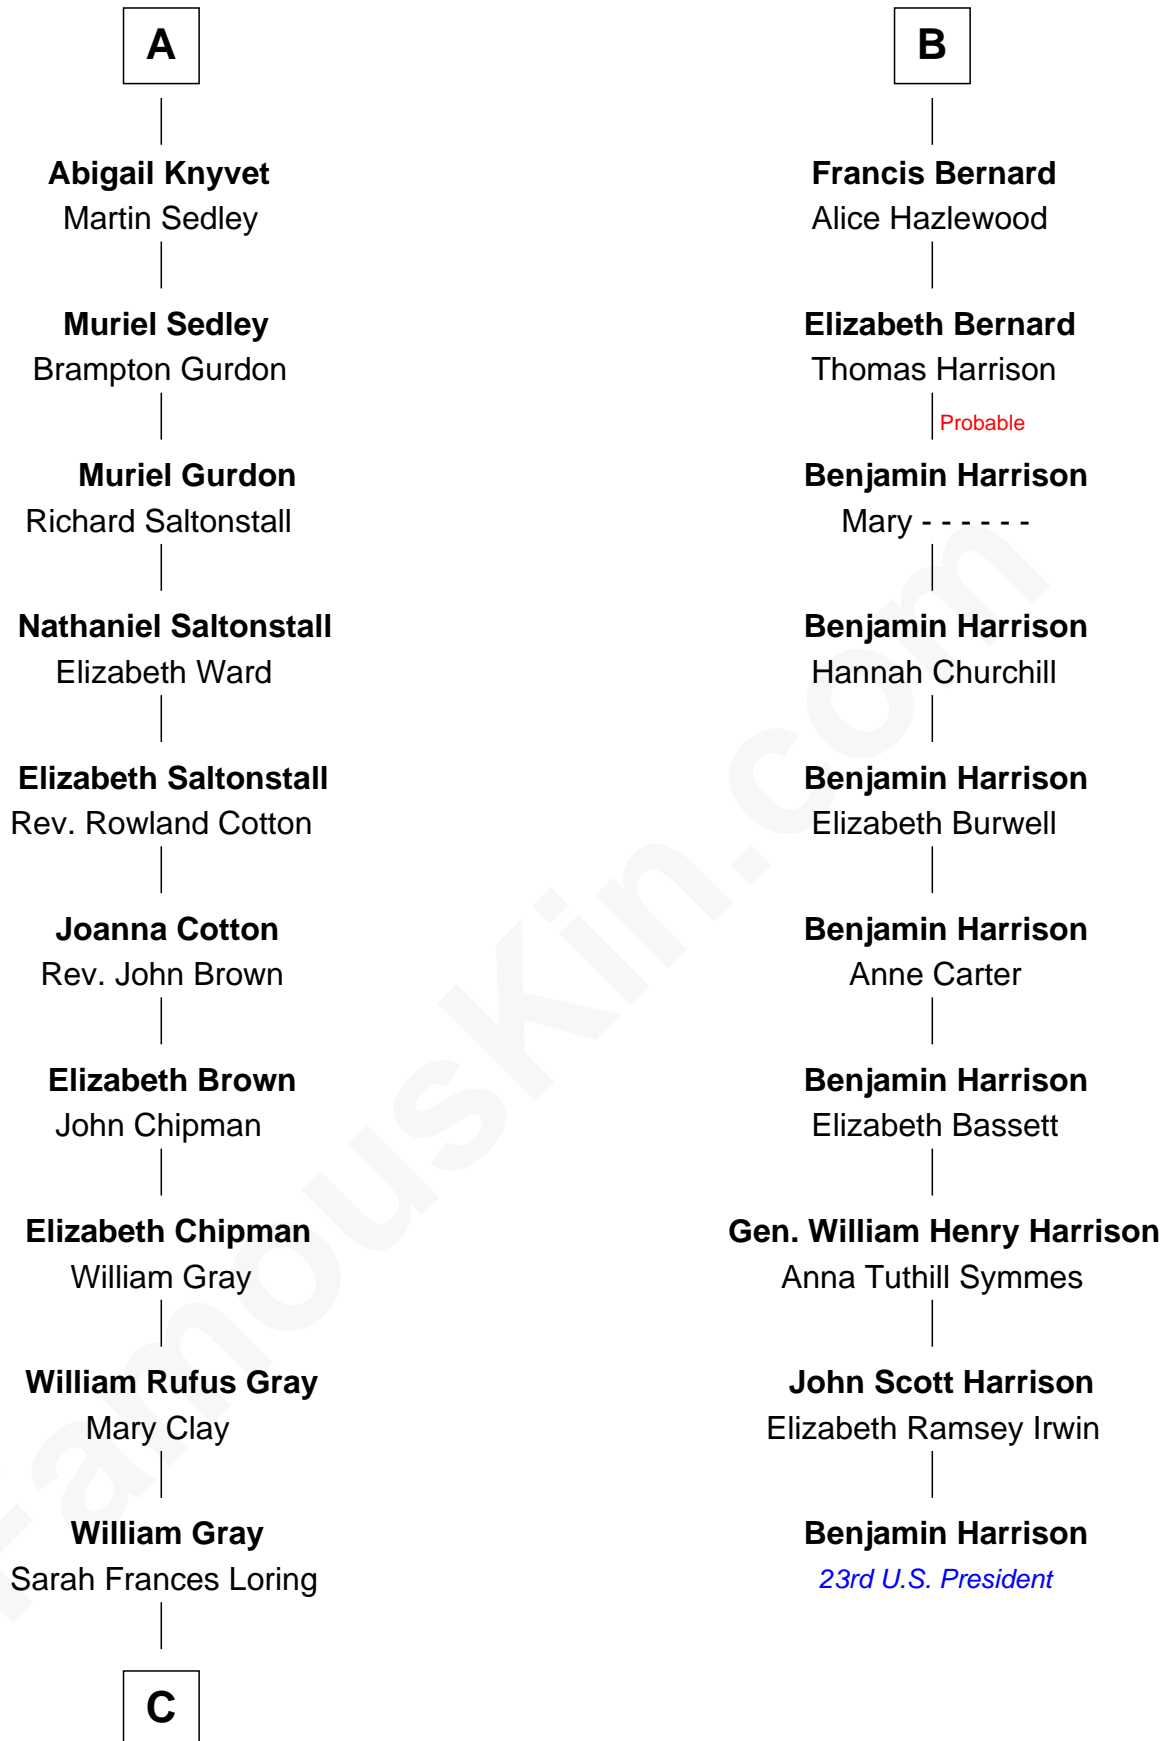 A
Abigail Knyvet
Martin Sedley
Muriel Sedley
Brampton Gurdon
Muriel Gurdon
Richard Saltonstall
Nathaniel Saltonstall
Elizabeth Ward
Elizabeth Saltonstall
Rev. Rowland Cotton
Joanna Cotton
Rev. John Brown
Elizabeth Brown
John Chipman
Elizabeth Chipman
William Gray
William Rufus Gray
Mary Clay
William Gray
Sarah Frances Loring
C
B
Francis Bernard
Alice Hazlewood
Elizabeth Bernard
Thomas Harrison
Probable
Benjamin Harrison
Mary - - - - - -
Benjamin Harrison
Hannah Churchill
Benjamin Harrison
Elizabeth Burwell
Benjamin Harrison
Anne Carter
Benjamin Harrison
Elizabeth Bassett
Gen. William Henry Harrison
Anna Tuthill Symmes
John Scott Harrison
Elizabeth Ramsey Irwin
Benjamin Harrison
23rd U.S. President
FamousKin.com